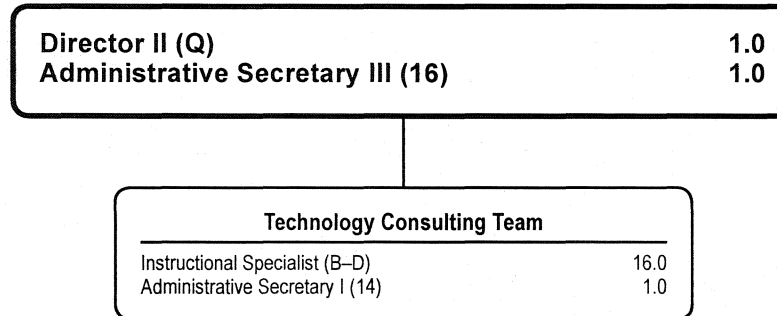 Director II (Q) 1.0
Administrative Secretary III (16) 1.0
Technology Consulting Team
Instructional Specialist (B–D) 16.0
Administrative Secretary I (14) 1.0